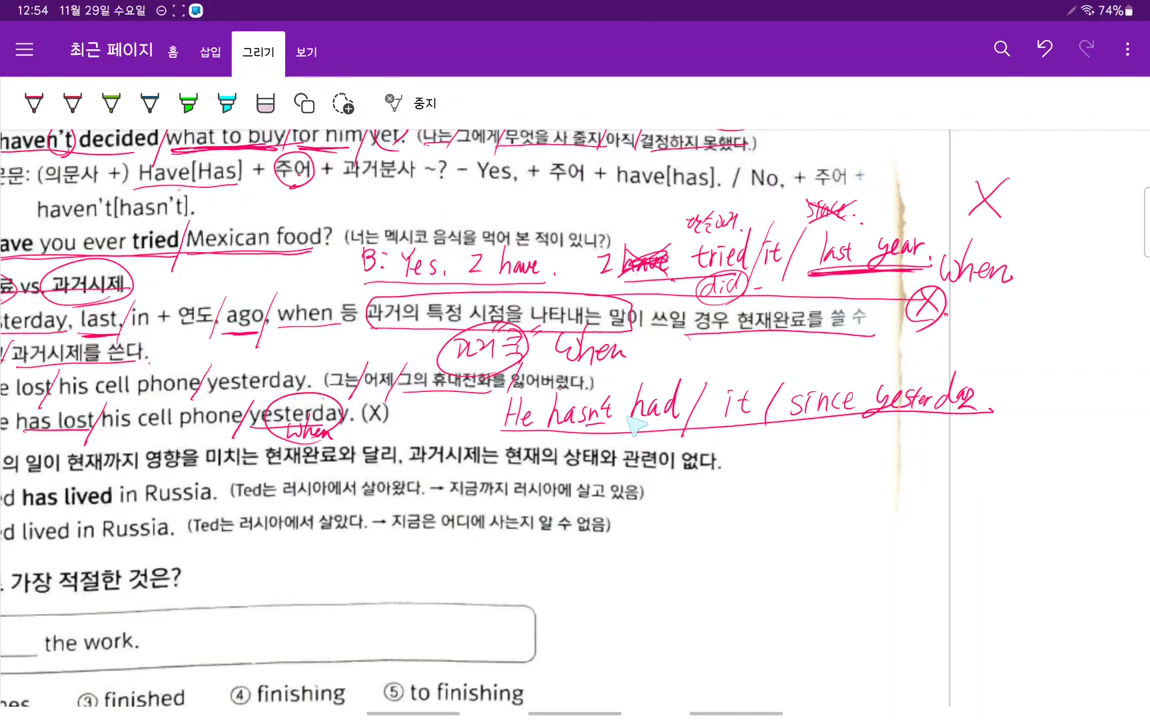 12:54 11월 29일 수요일 74%
최근 페이지 홈 삽입 그리기 보기
중지
haven't decided what to buy for him yet. (나는 그에게 무엇을 사 줄지 아직 결정하지 못했다.)
문문: (의문사 +) Have[Has] + 주어 + 과거분사 ~? – Yes, + 주어 + have[has]. / No, + 주어 +
haven't[hasn't].
since.
ave you ever tried Mexican food? (너는 멕시코 음식을 먹어 본 적이 있니?)
B: Yes, I have. I have tried / it / last year. when
did
료 vs 과거시제
X
sterday, last, in + 연도, ago, when 등 과거의 특정 시점을 나타내는 말이 쓰일 경우 현재완료를 쓸 수
과거시제를 쓴다.
when
e lost his cell phone yesterday. (그는 어제 그의 휴대전화를 잃어버렸다.)
e has lost his cell phone yesterday. (X)
when
He hasn't had / it / since yesterday.
의 일이 현재까지 영향을 미치는 현재완료와 달리, 과거시제는 현재의 상태와 관련이 없다.
d has lived in Russia. (Ted는 러시아에서 살아왔다. → 지금까지 러시아에 살고 있음)
d lived in Russia. (Ted는 러시아에서 살았다. → 지금은 어디에 사는지 알 수 없음)
가장 적절한 것은?
the work.
③ finished ④ finishing ⑤ to finishing